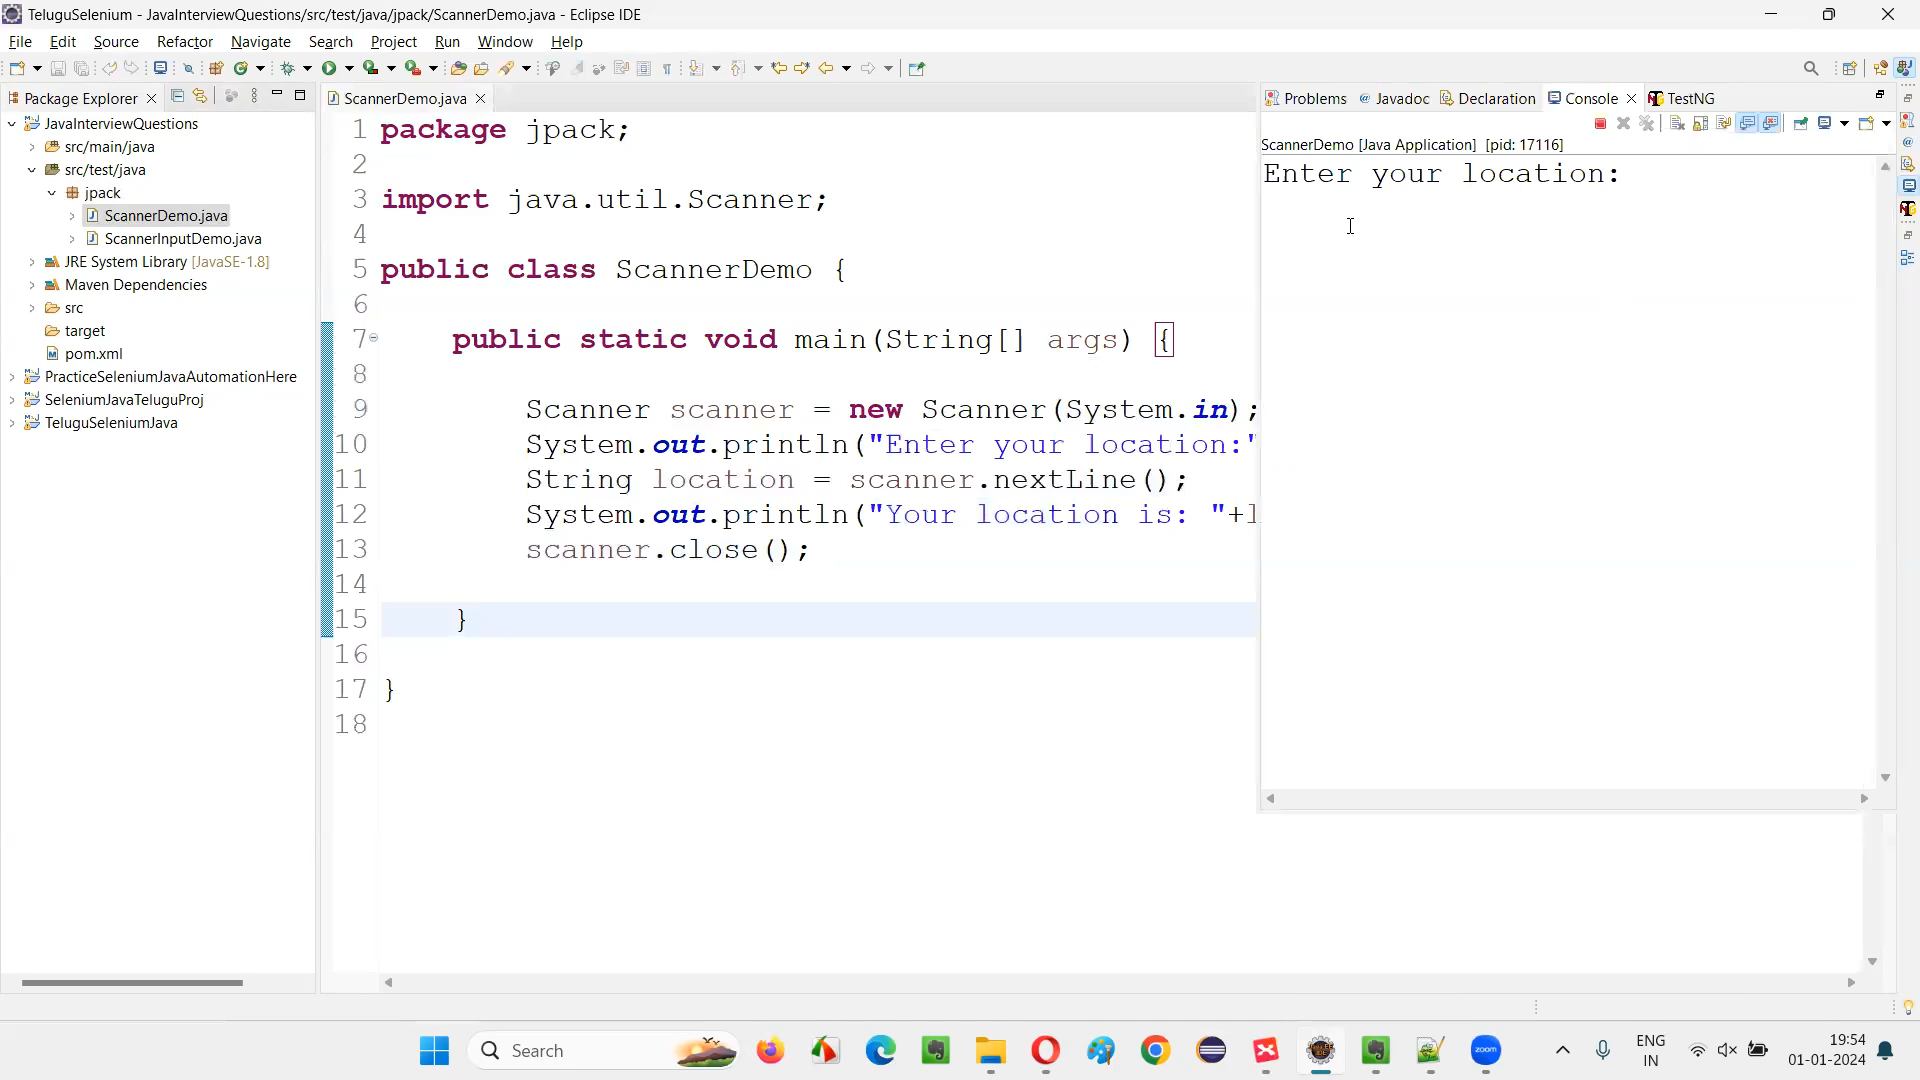 TeluguSelenium - JavaInterviewQuestions/src/test/java/jpack/ScannerDemo.java - Eclipse IDE
File Edit Source Refactor Navigate Search Project Run Window Help
Package Explorer
JavaInterviewQuestions
src/main/java
src/test/java
jpack
ScannerDemo.java
ScannerInputDemo.java
JRE System Library [JavaSE-1.8]
Maven Dependencies
src
target
pom.xml
PracticeSeleniumJavaAutomationHere
SeleniumJavaTeluguProj
TeluguSeleniumJava
ScannerDemo.java
1 package jpack;
2
3 import java.util.Scanner;
4
5 public class ScannerDemo {
6
7 public static void main(String[] args) {
8
9 Scanner scanner = new Scanner(System.in);
10 System.out.println("Enter your location:"
11 String location = scanner.nextLine();
12 System.out.println("Your location is: "+l
13 scanner.close();
14
15 }
16
17 }
18
Problems Javadoc Declaration Console TestNG
ScannerDemo [Java Application] [pid: 17116]
Enter your location:
Search
zoom
ENG
IN
19:54
01-01-2024